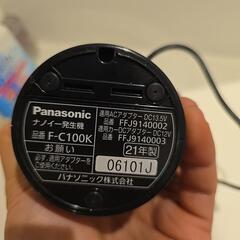 Panasonic
ナノイー発生機
品番 F-C100K
お願い
必ず、適用アダプターを
ご使用ください。
適用ACアダプター DC13.5V
品番 FFJ9140002
適用カーDCアダプター DC12V
品番 FFJ9140003
21年製
06101J
パナソニック株式会社